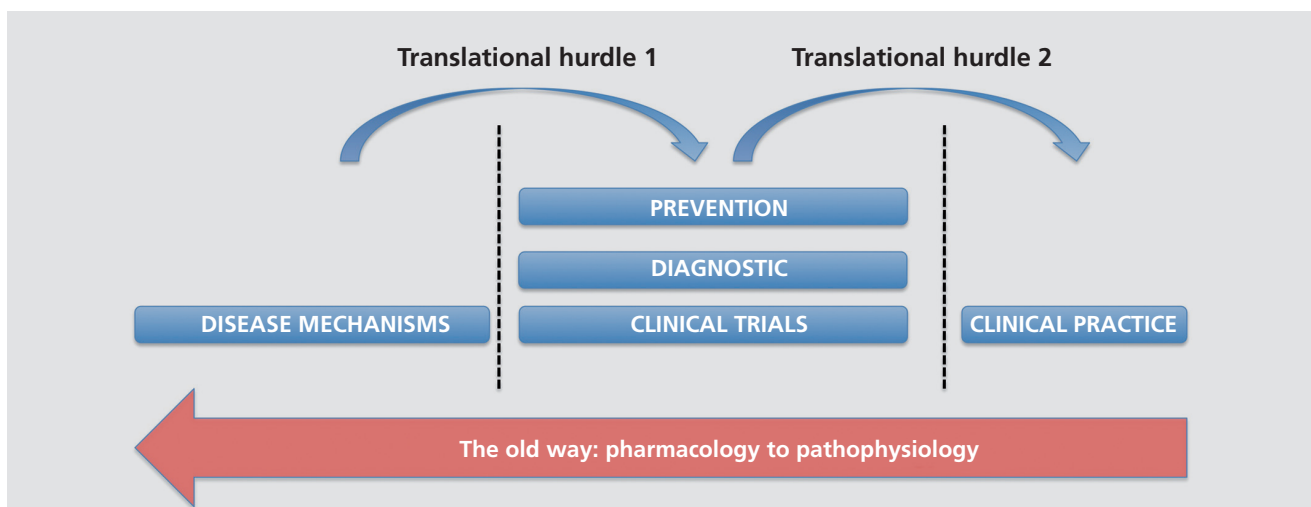 Translational hurdle 1
Translational hurdle 2
PREVENTION
DIAGNOSTIC
DISEASE MECHANISMS
CLINICAL TRIALS
CLINICAL PRACTICE
The old way: pharmacology to pathophysiology